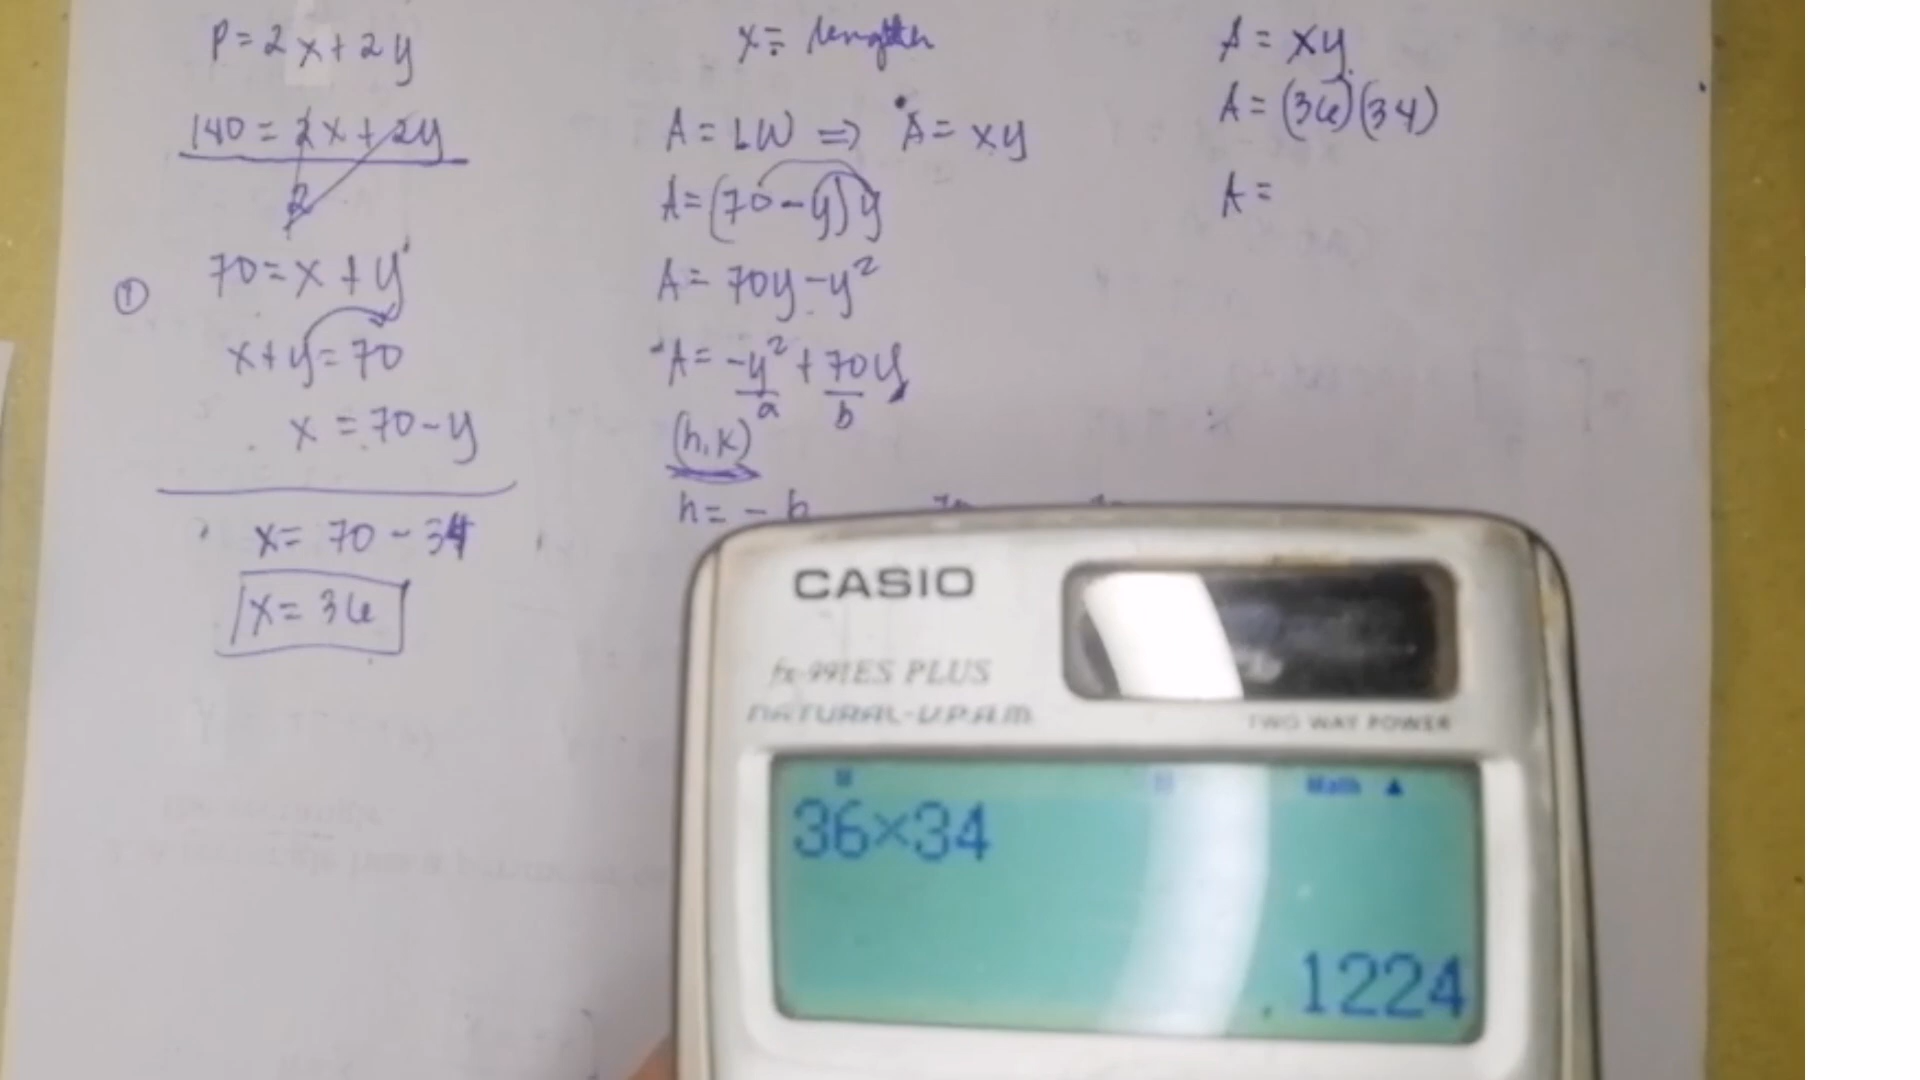 P = 2x + 2y
140 = 2x + 2y
2
① 70 = x + y
x + y = 70
x = 70 - y
x = 70 - 34
x = 36
x = length
A = LW ⇒ A = xy
A = (70 - y) y
A = 70y - y²
A = -y² + 70y
a b
(h, k)
h = - b
A = xy
A = (36)(34)
A =
CASIO
fx-991ES PLUS
NATURAL-V.P.A.M.
TWO WAY POWER
Math ▲
36×34
1224